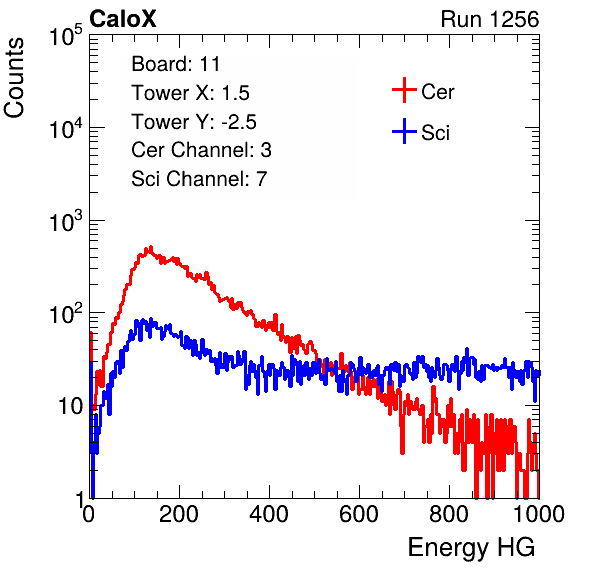 CaloX Run 1256
Counts
10^5
10^4
10^3
10^2
10
1
Board: 11
Tower X: 1.5
Tower Y: -2.5
Cer Channel: 3
Sci Channel: 7
Cer
Sci
0 200 400 600 800 1000
Energy HG